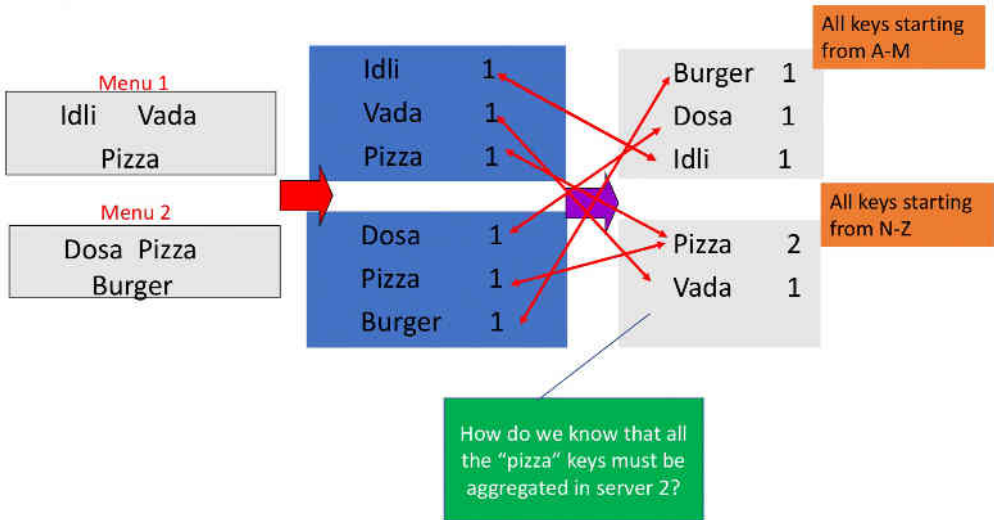 Menu 1
Idli Vada
Pizza
Menu 2
Dosa Pizza
Burger
Idli 1
Vada 1
Pizza 1
Dosa 1
Pizza 1
Burger 1
All keys starting
from A-M
Burger 1
Dosa 1
Idli 1
All keys starting
from N-Z
Pizza 2
Vada 1
How do we know that all
the “pizza” keys must be
aggregated in server 2?